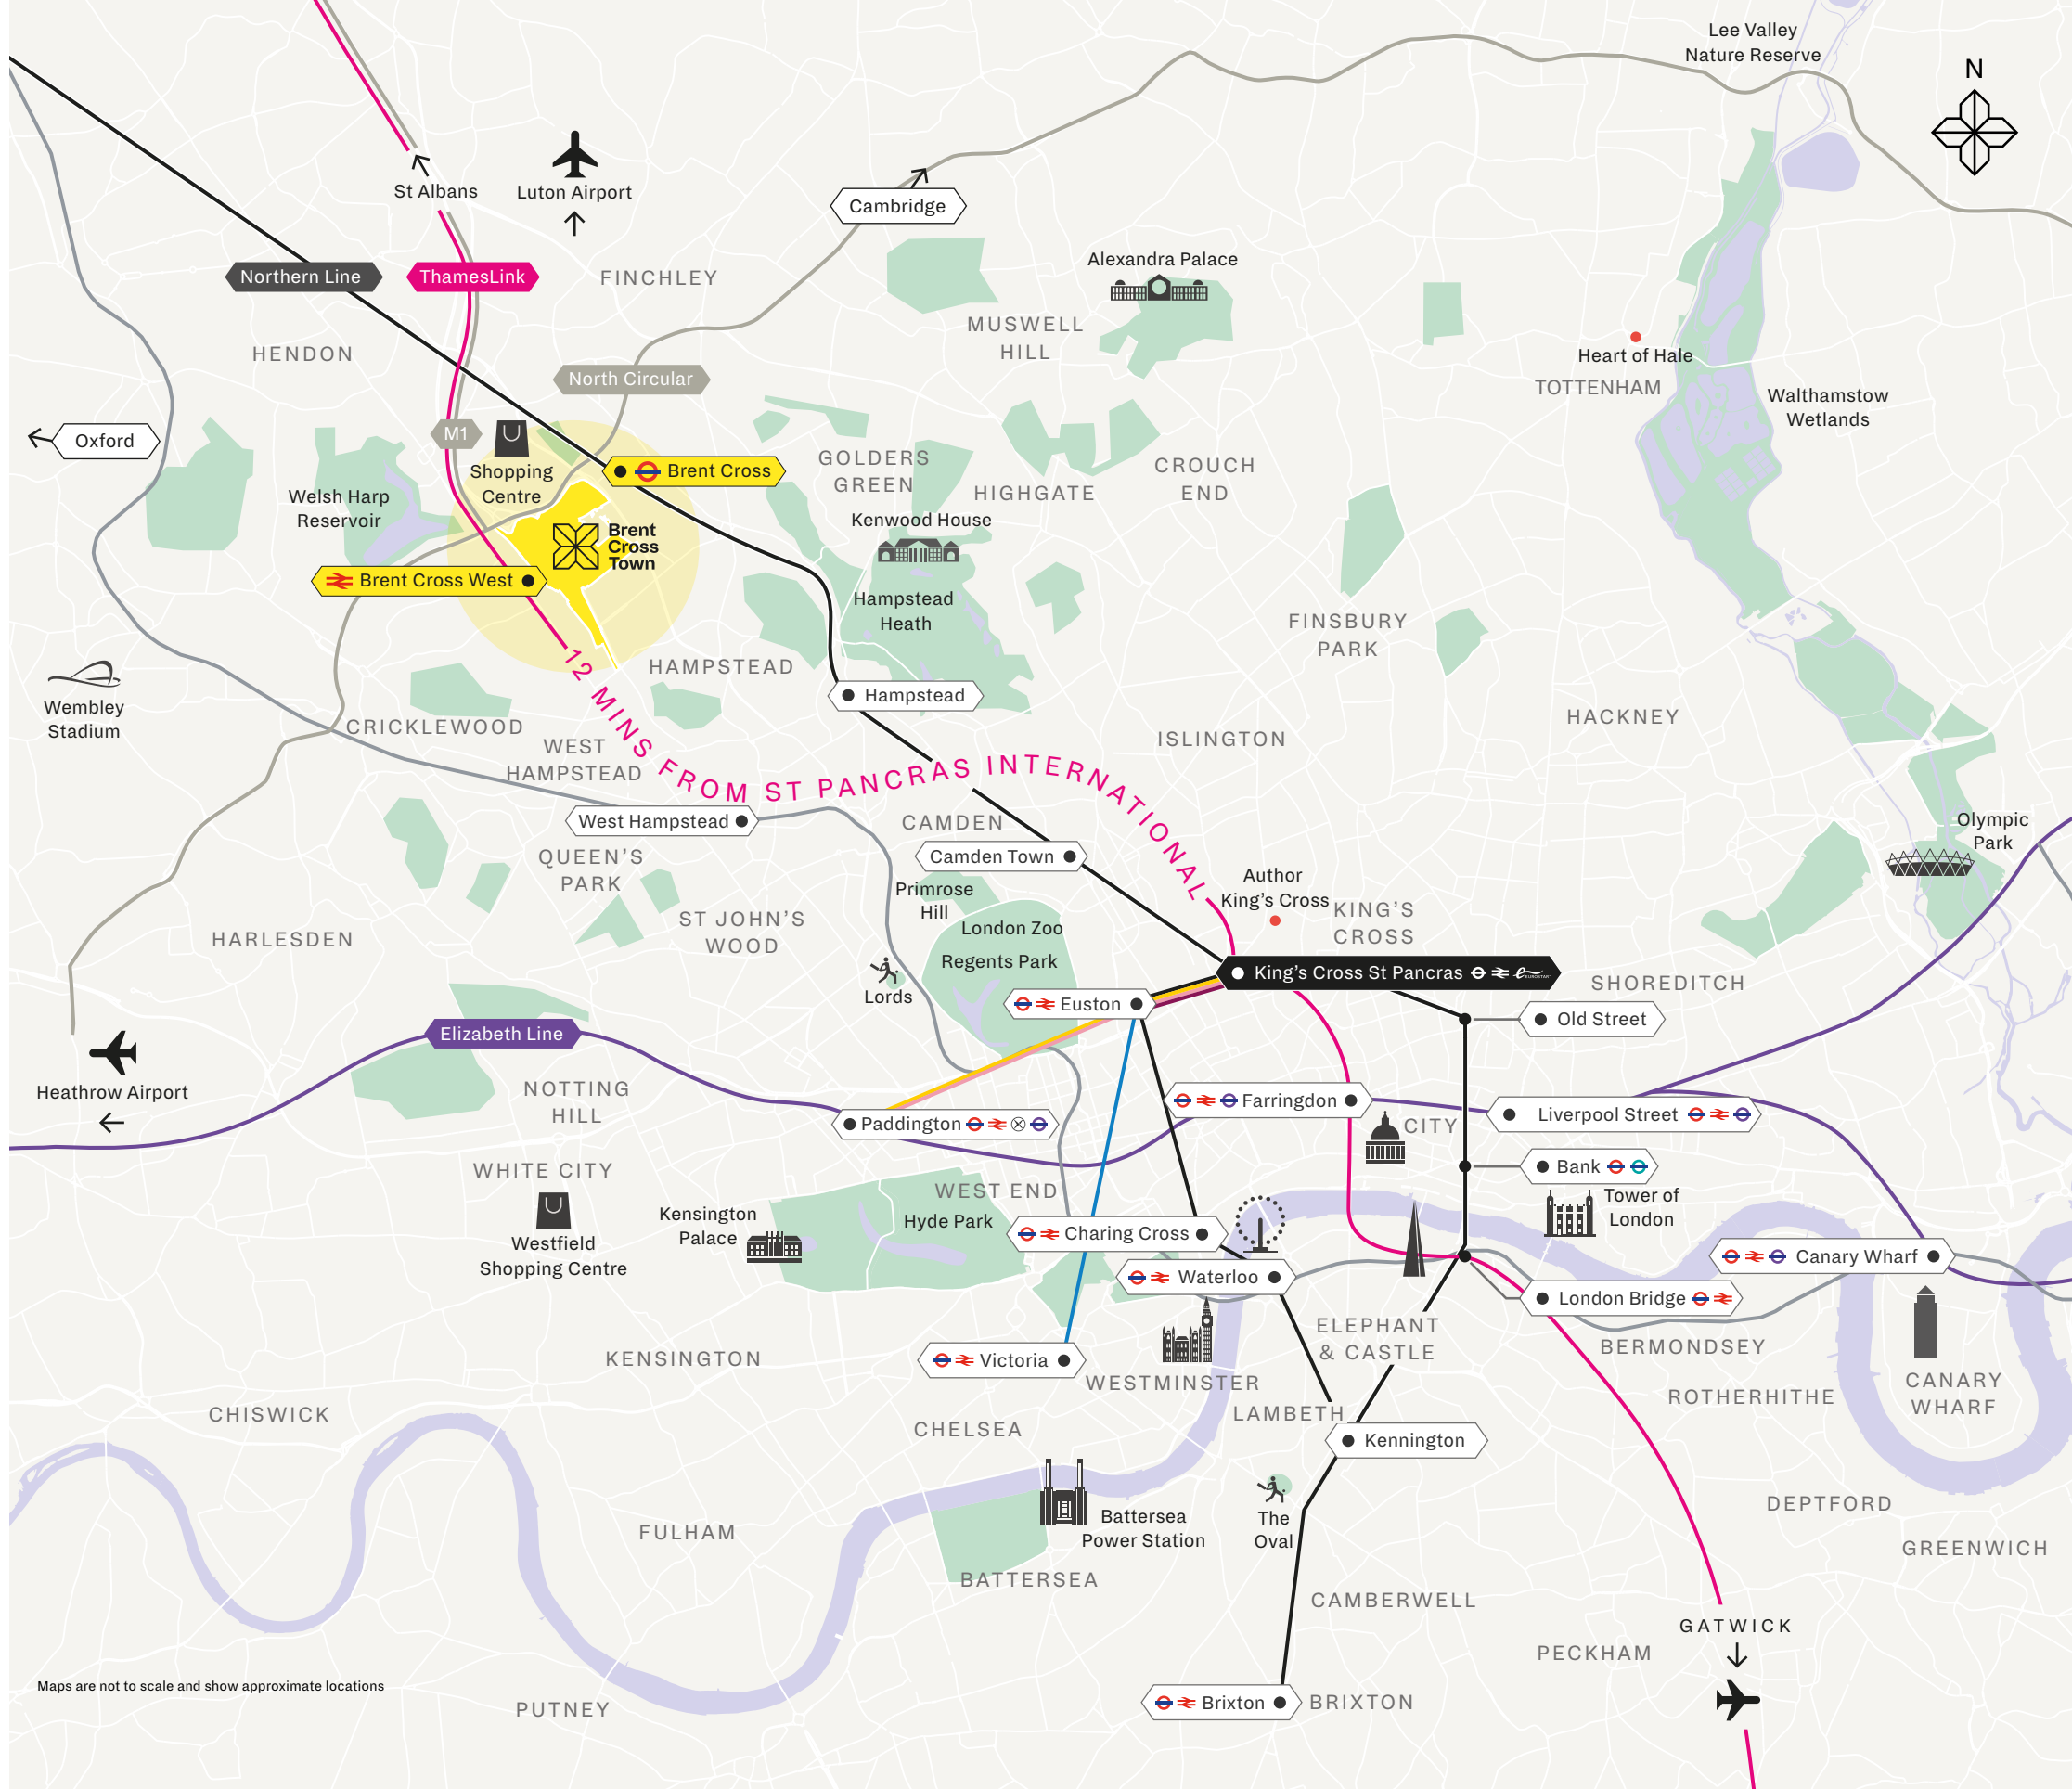 Lee Valley
Nature Reserve
N
St Albans
Luton Airport
Cambridge
Northern Line
ThamesLink
FINCHLEY
Alexandra Palace
MUSWELL
HILL
HENDON
North Circular
Heart of Hale
TOTTENHAM
Walthamstow
Wetlands
Oxford
M1
Shopping
Centre
Brent Cross
GOLDERS
GREEN
HIGHGATE
CROUCH
END
Welsh Harp
Reservoir
Kenwood House
Brent
Cross
Town
Brent Cross West
Hampstead
Heath
FINSBURY
PARK
HAMPSTEAD
Hampstead
Wembley
Stadium
CRICKLEWOOD
WEST
HAMPSTEAD
12 MINS FROM ST PANCRAS INTERNATIONAL
ISLINGTON
HACKNEY
West Hampstead
CAMDEN
Camden Town
Olympic
Park
QUEEN'S
PARK
Primrose
Hill
Author
King's Cross
KING'S
CROSS
ST JOHN'S
WOOD
London Zoo
Regents Park
HARLESDEN
Lords
King's Cross St Pancras
EUROSTAR
SHOREDITCH
Euston
Old Street
Elizabeth Line
Heathrow Airport
NOTTING
HILL
Paddington
Farringdon
CITY
Liverpool Street
WHITE CITY
Bank
WEST END
Tower of
London
Kensington
Palace
Hyde Park
Westfield
Shopping Centre
Charing Cross
Waterloo
Canary Wharf
London Bridge
ELEPHANT
& CASTLE
BERMONDSEY
KENSINGTON
Victoria
WESTMINSTER
ROTHERHITHE
CANARY
WHARF
CHISWICK
CHELSEA
LAMBETH
Kennington
DEPTFORD
FULHAM
Battersea
Power Station
The
Oval
GREENWICH
BATTERSEA
CAMBERWELL
GATWICK
PECKHAM
Maps are not to scale and show approximate locations
PUTNEY
Brixton
BRIXTON